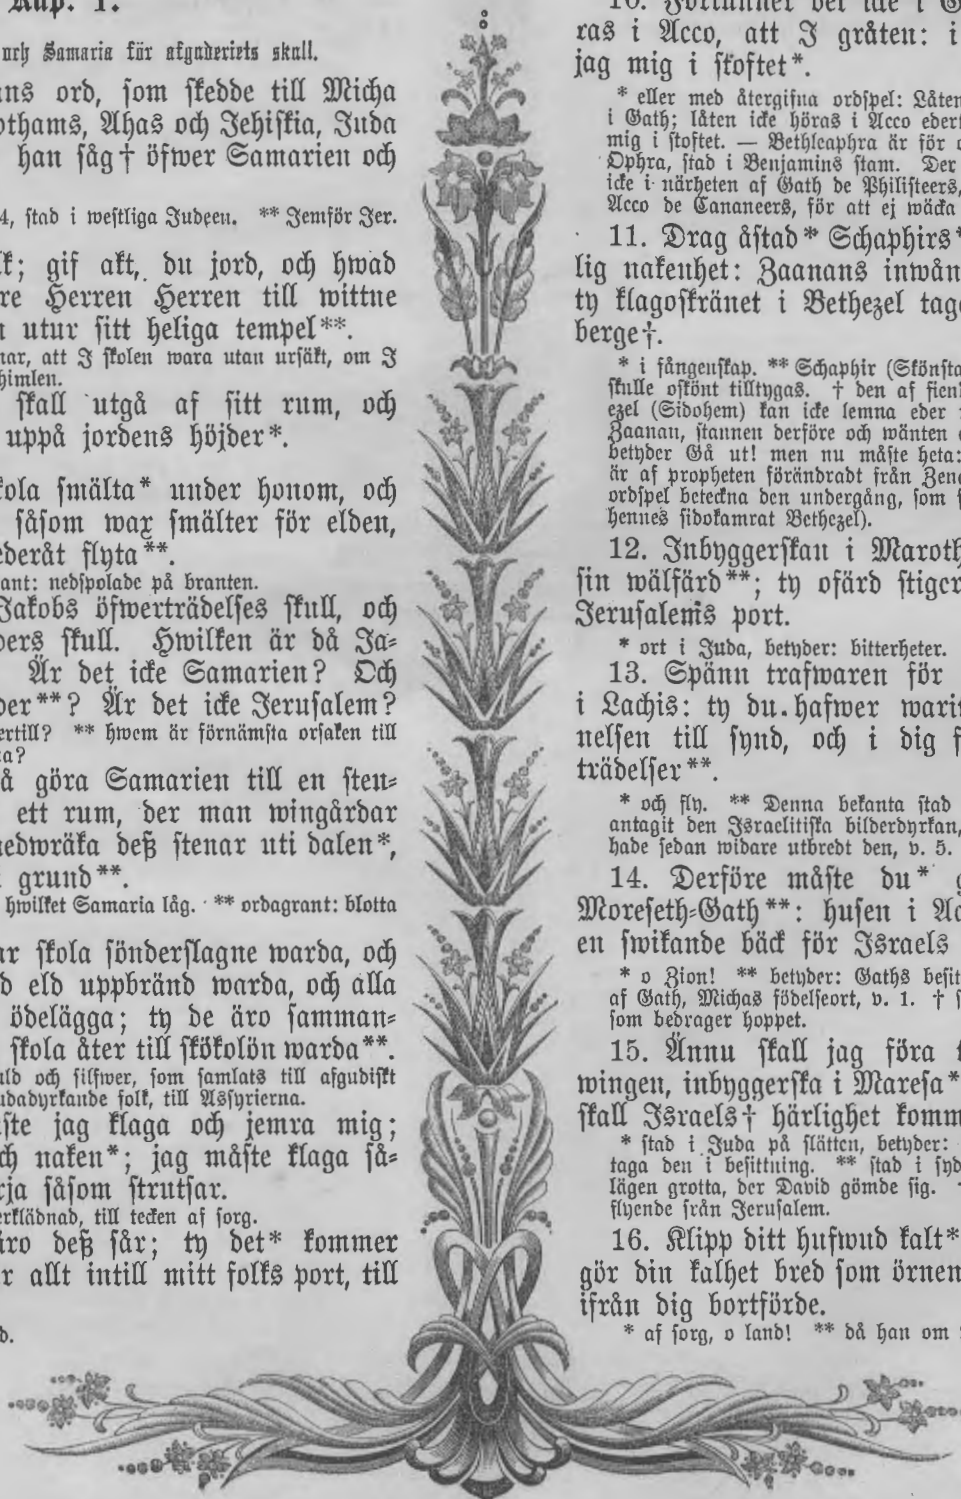 Kap. 1.
och Samaria för afguderiets skull.
ans ord, som skedde till Micha
othams, Ahas och Jehiskia, Juda
han såg† öfwer Samarien och
4, stad i westliga Judeen. ** Jemför Jer.
lk; gif akt, du jord, och hwad
re Herren Herren till wittne
n utur sitt heliga tempel**.
nar, att I skolen wara utan ursäkt, om I
himlen.
skall utgå af sitt rum, och
uppå jordens höjder*.
kola smälta* under honom, och
såsom wax smälter för elden,
ederåt flyta**.
ant: nedspolade på branten.
Jakobs öfwerträdelses skull, och
ders skull. Hwilken är då Ja-
Är det icke Samarien? Och
der**? Är det icke Jerusalem?
ertill? ** hwem är förnämsta orsaken till
ta?
å göra Samarien till en sten-
ett rum, der man wingårdar
nedwräka deß stenar uti dalen*,
grund**.
hwilket Samaria låg. ** ordagrant: blotta
ar skola sönderslagne warda, och
d eld uppbränd warda, och alla
ödelägga; ty de äro samman-
skola åter till skökolön warda**.
uld och silfwer, som samlats till afgudiskt
udadyrkande folk, till Assyrierna.
åste jag klaga och jemra mig;
ch naken*; jag måste klaga så-
rja såsom strutsar.
erklädnad, till tecken af sorg.
äro deß sår; ty det* kommer
r allt intill mitt folks port, till
d.
10. Förkunner det icke i G
ras i Acco, att I gråten: i
jag mig i stoftet*.
* eller med återgifna ordspel: Låten
i Gath; låten icke höras i Acco edert
mig i stoftet. — Bethleaphra är för
Ophra, stad i Benjamins stam. Der
icke i närheten af Gath de Philisteers,
Acco de Cananeers, för att ej wäcka
11. Drag åstad* Schaphirs*
lig nakenhet: Zaanans inwån
ty klagoskränet i Bethezel tage
berge†.
* i fångenskap. ** Schaphir (Skönsta
skulle oskönt tilltygas. † den af fien
ezel (Sidohem) kan icke lemna eder
Zaanan, stannen derföre och wänten
betyder Gå ut! men nu måste heta:
är af propheten förändradt från Zen
ordspel beteckna den undergång, som
hennes sidokamrat Bethezel).
12. Inbyggerskan i Maroth
sin wälfärd**; ty ofärd stiger
Jerusalems port.
* ort i Juda, betyder: bitterheter.
13. Spänn trafwaren för
i Lachis: ty du hafwer warit
nelsen till synd, och i dig f
trädelser**.
* och fly. ** Denna bekanta stad
antagit den Israelitiska bilderdyrkan,
hade sedan widare utbredt den, v. 5.
14. Derföre måste du* g
Moreseth-Gath**: husen i Ac
en swikande bäck för Israels
* o Zion! ** betyder: Gaths besit
af Gath, Michas födelseort, v. 1. † s
som bedrager hoppet.
15. Ännu skall jag föra t
wingen, inbyggerska i Maresa*
skall Israels† härlighet komm
* stad i Juda på slätten, betyder:
taga den i besittning. ** stad i syd
lägen grotta, der David gömde sig.
flyende från Jerusalem.
16. Klipp ditt hufwud kalt*
gör din kalhet bred som örnen
ifrån dig bortförde.
* af sorg, o land! ** då han om